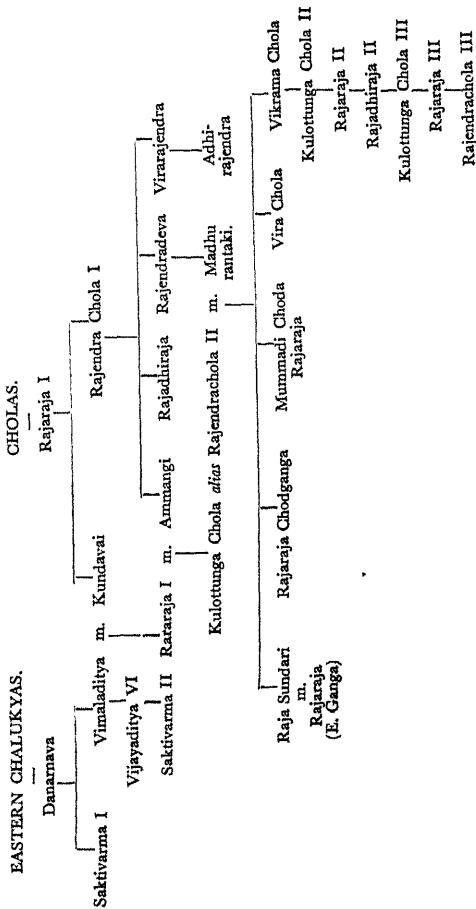 EASTERN CHALUKYAS. CHOLAS.
Danarnava Rajaraja I
Saktivarma I Vimaladitya m. Kundavai Rajendra Chola I
Vijayaditya VI
Saktivarma II Rararaja I m. Ammangi Rajadhiraja Rajendradeva Virarajendra
Madhu
rantaki.
Adhi-
rajendra
Kulottunga Chola alias Rajendrachola II m.
Raja Sundari
m.
Rajaraja
(E. Ganga)
Rajaraja Chodganga
Mummadi Choda
Rajaraja
Vira Chola
Vikrama Chola
Kulottunga Chola II
Rajaraja II
Rajadhiraja II
Kulottunga Chola III
Rajaraja III
Rajendrachola III